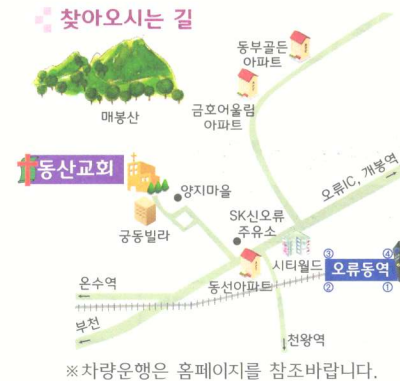 찾아오시는 길
동부골든
아파트
매봉산
금호어울림
아파트
동산교회
오류IC, 개봉역
양지마을
SK신오류
주유소
궁동빌라
③ ④
시티월드
오류동역
② ①
온수역
동선아파트
부천
천왕역
※차량운행은 홈페이지를 참조바랍니다.